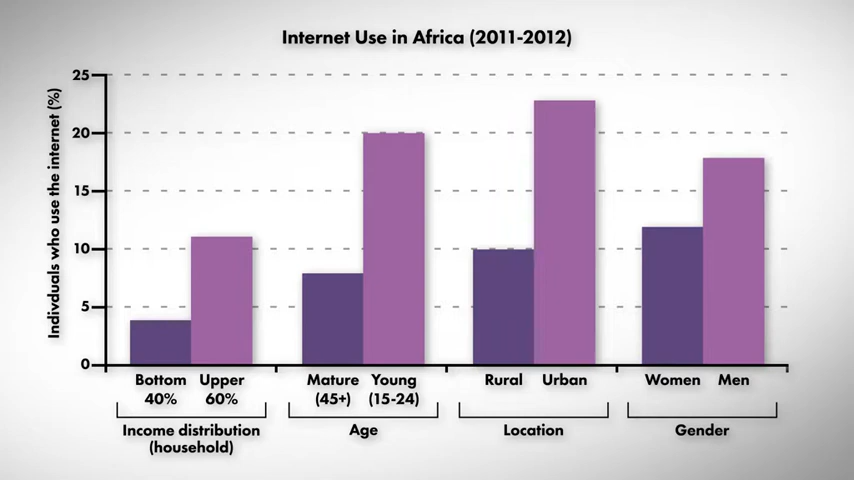 Internet Use in Africa (2011-2012)
Indivduals who use the internet (%)
25
20
15
10
5
0
Bottom 40%
Upper 60%
Mature (45+)
Young (15-24)
Rural
Urban
Women
Men
Income distribution
(household)
Age
Location
Gender